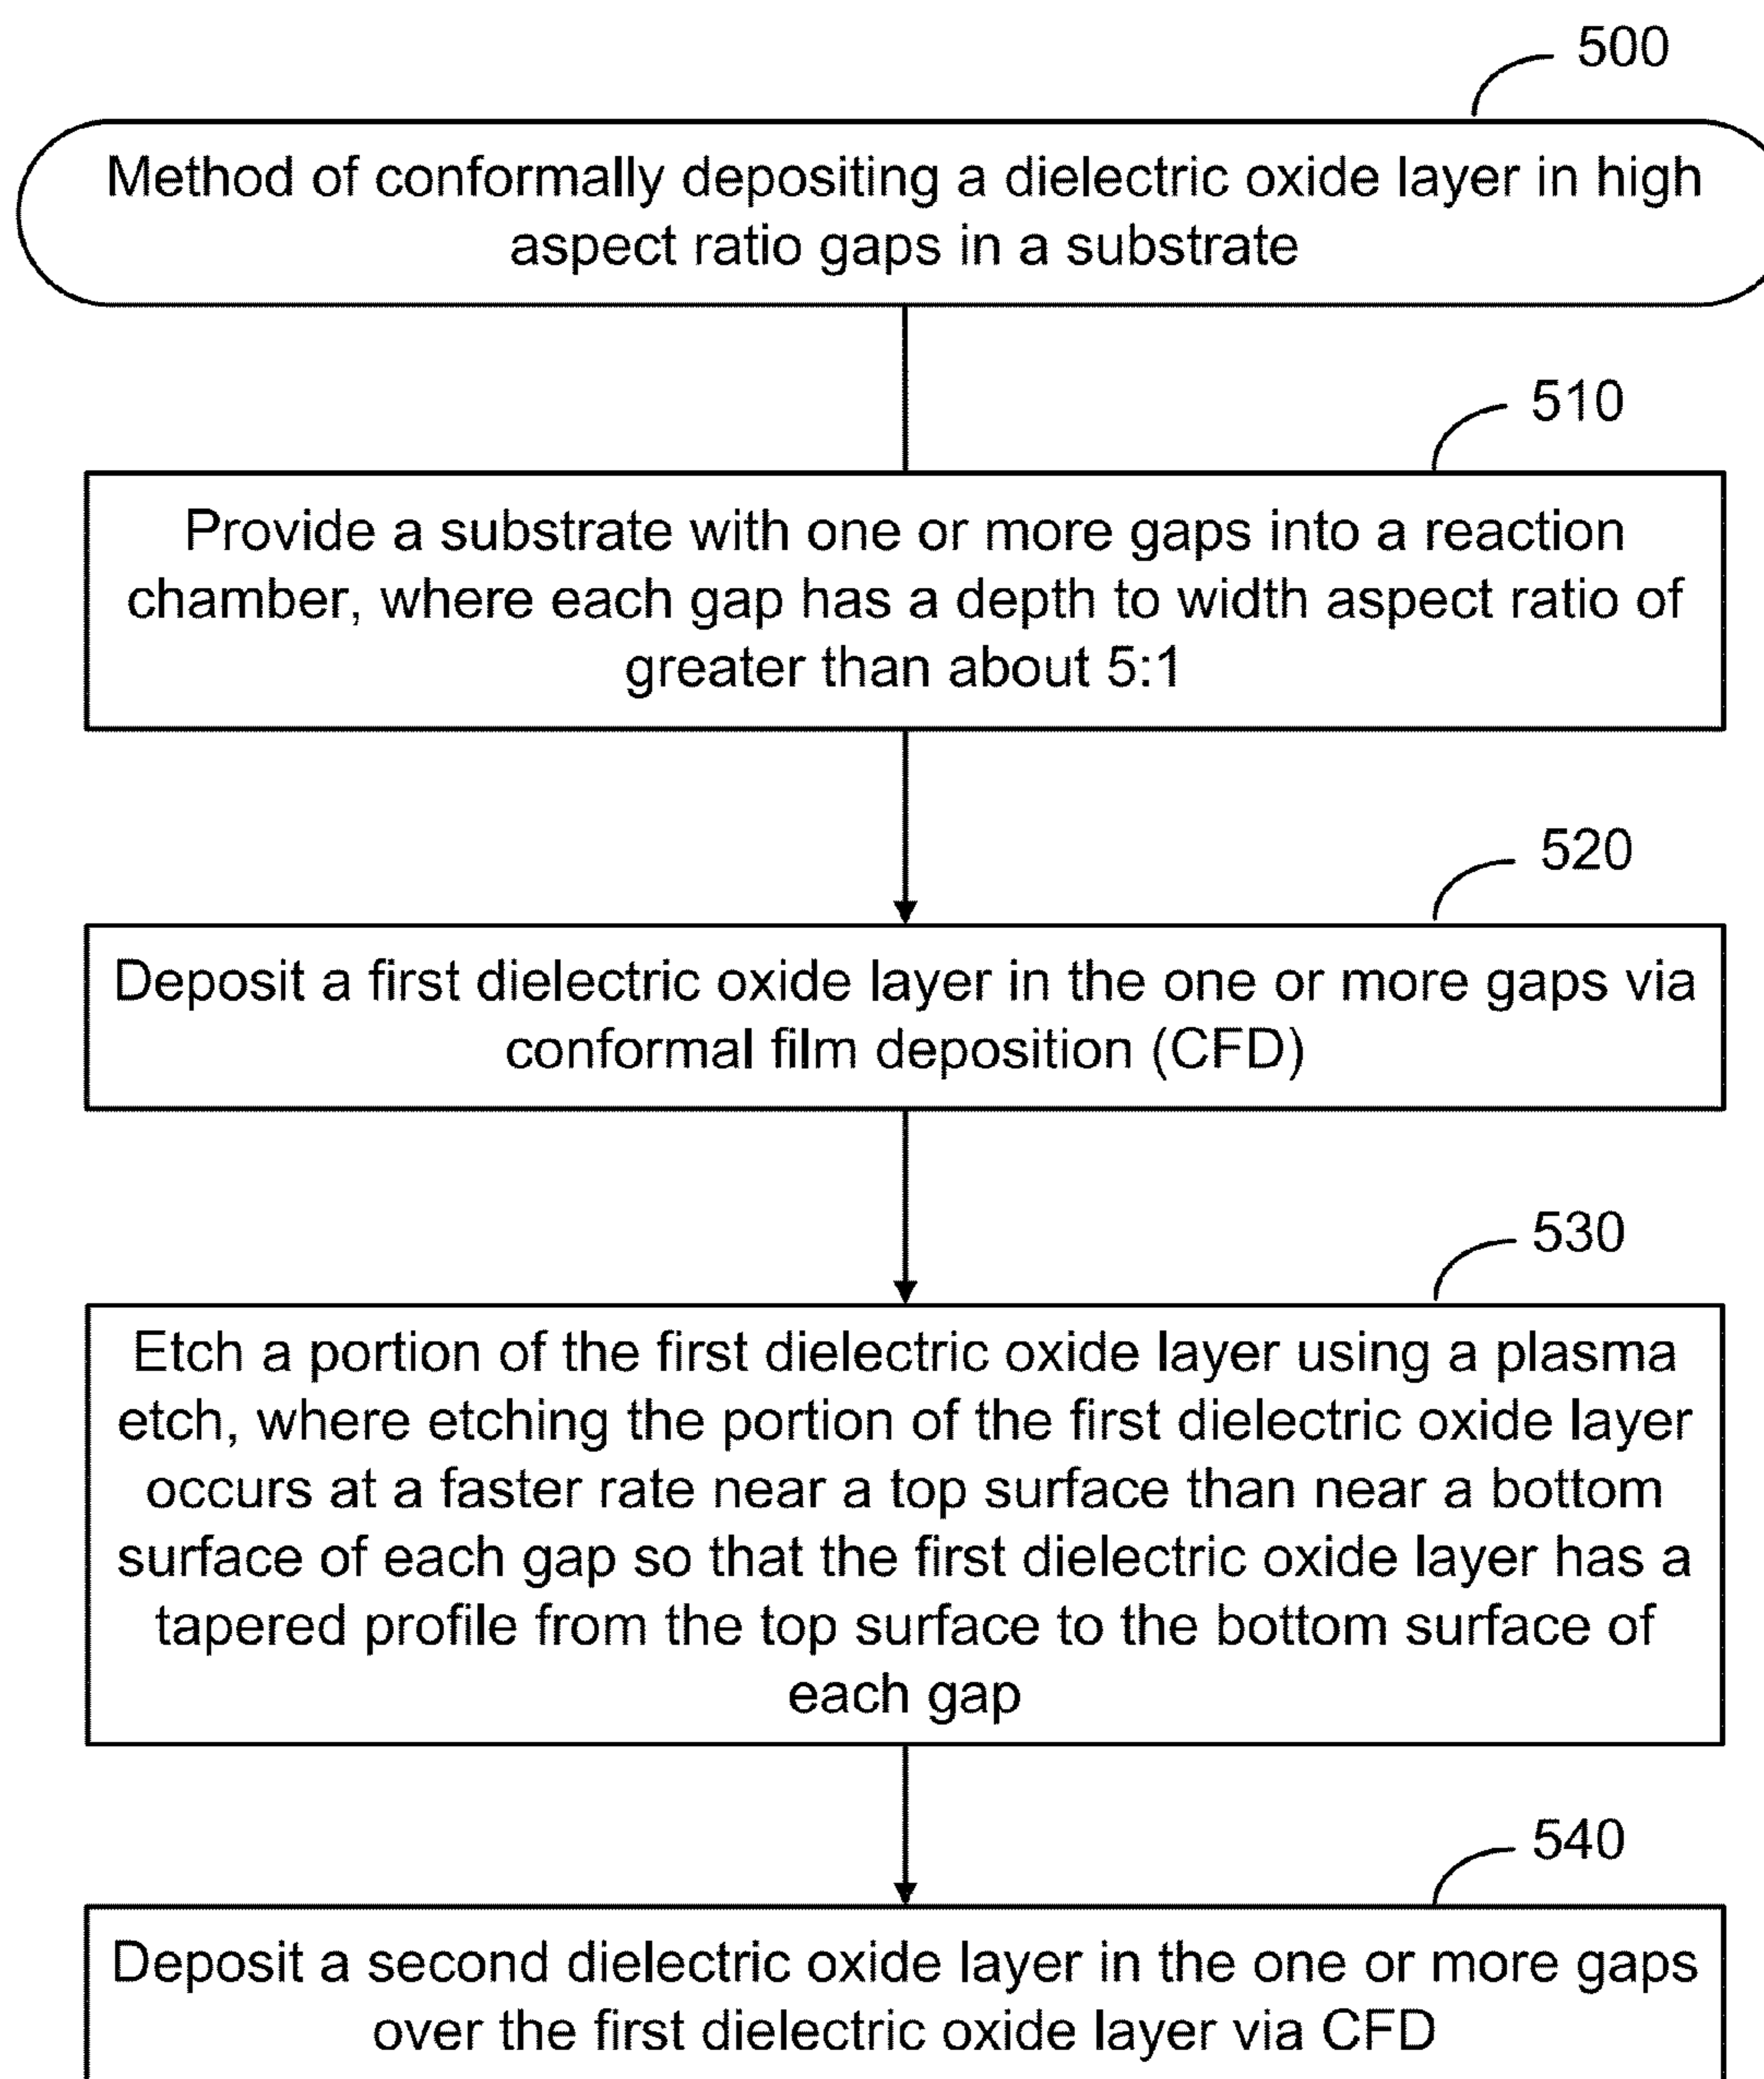 500
Method of conformally depositing a dielectric oxide layer in high
aspect ratio gaps in a substrate
510
Provide a substrate with one or more gaps into a reaction
chamber, where each gap has a depth to width aspect ratio of
greater than about 5:1
520
Deposit a first dielectric oxide layer in the one or more gaps via
conformal film deposition (CFD)
530
Etch a portion of the first dielectric oxide layer using a plasma
etch, where etching the portion of the first dielectric oxide layer
occurs at a faster rate near a top surface than near a bottom
surface of each gap so that the first dielectric oxide layer has a
tapered profile from the top surface to the bottom surface of
each gap
540
Deposit a second dielectric oxide layer in the one or more gaps
over the first dielectric oxide layer via CFD